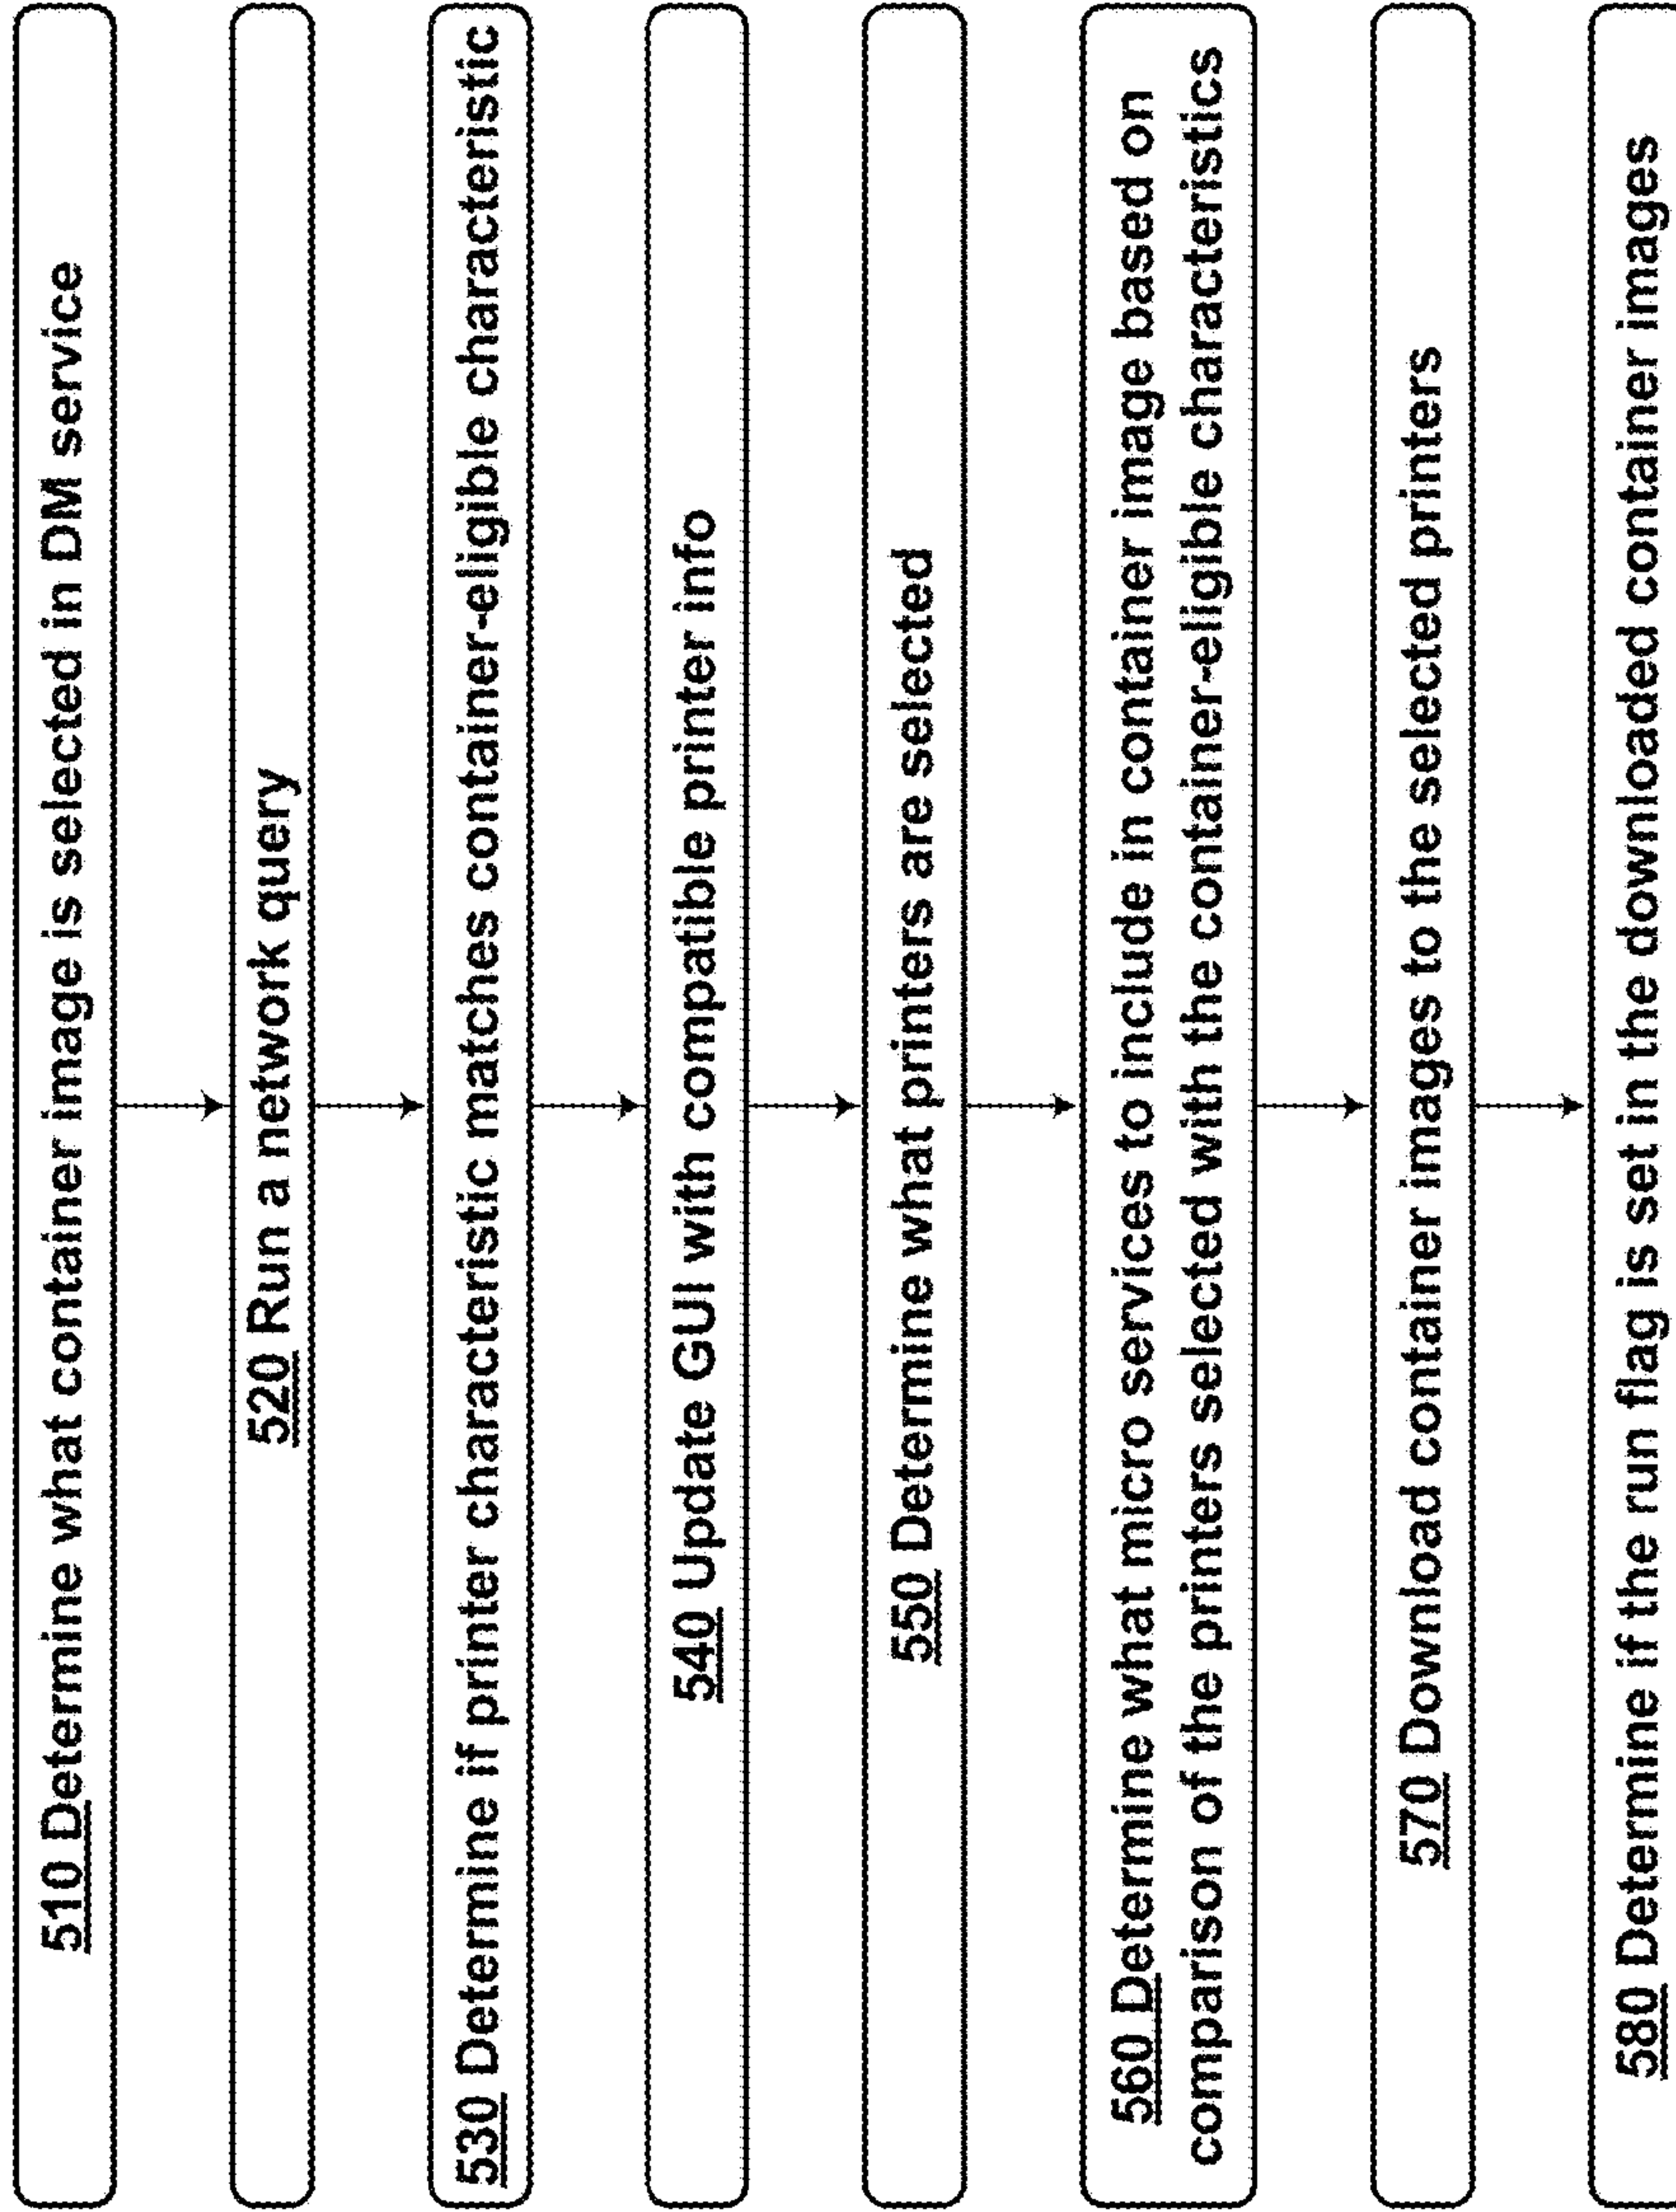 510 Determine what container image is selected in DM service
520 Run a network query
530 Determine if printer characteristic matches container-eligible characteristic
540 Update GUI with compatible printer info
550 Determine what printers are selected
560 Determine what micro services to include in container image based on
comparison of the printers selected with the container-eligible characteristics
570 Download container images to the selected printers
580 Determine if the run flag is set in the downloaded container images